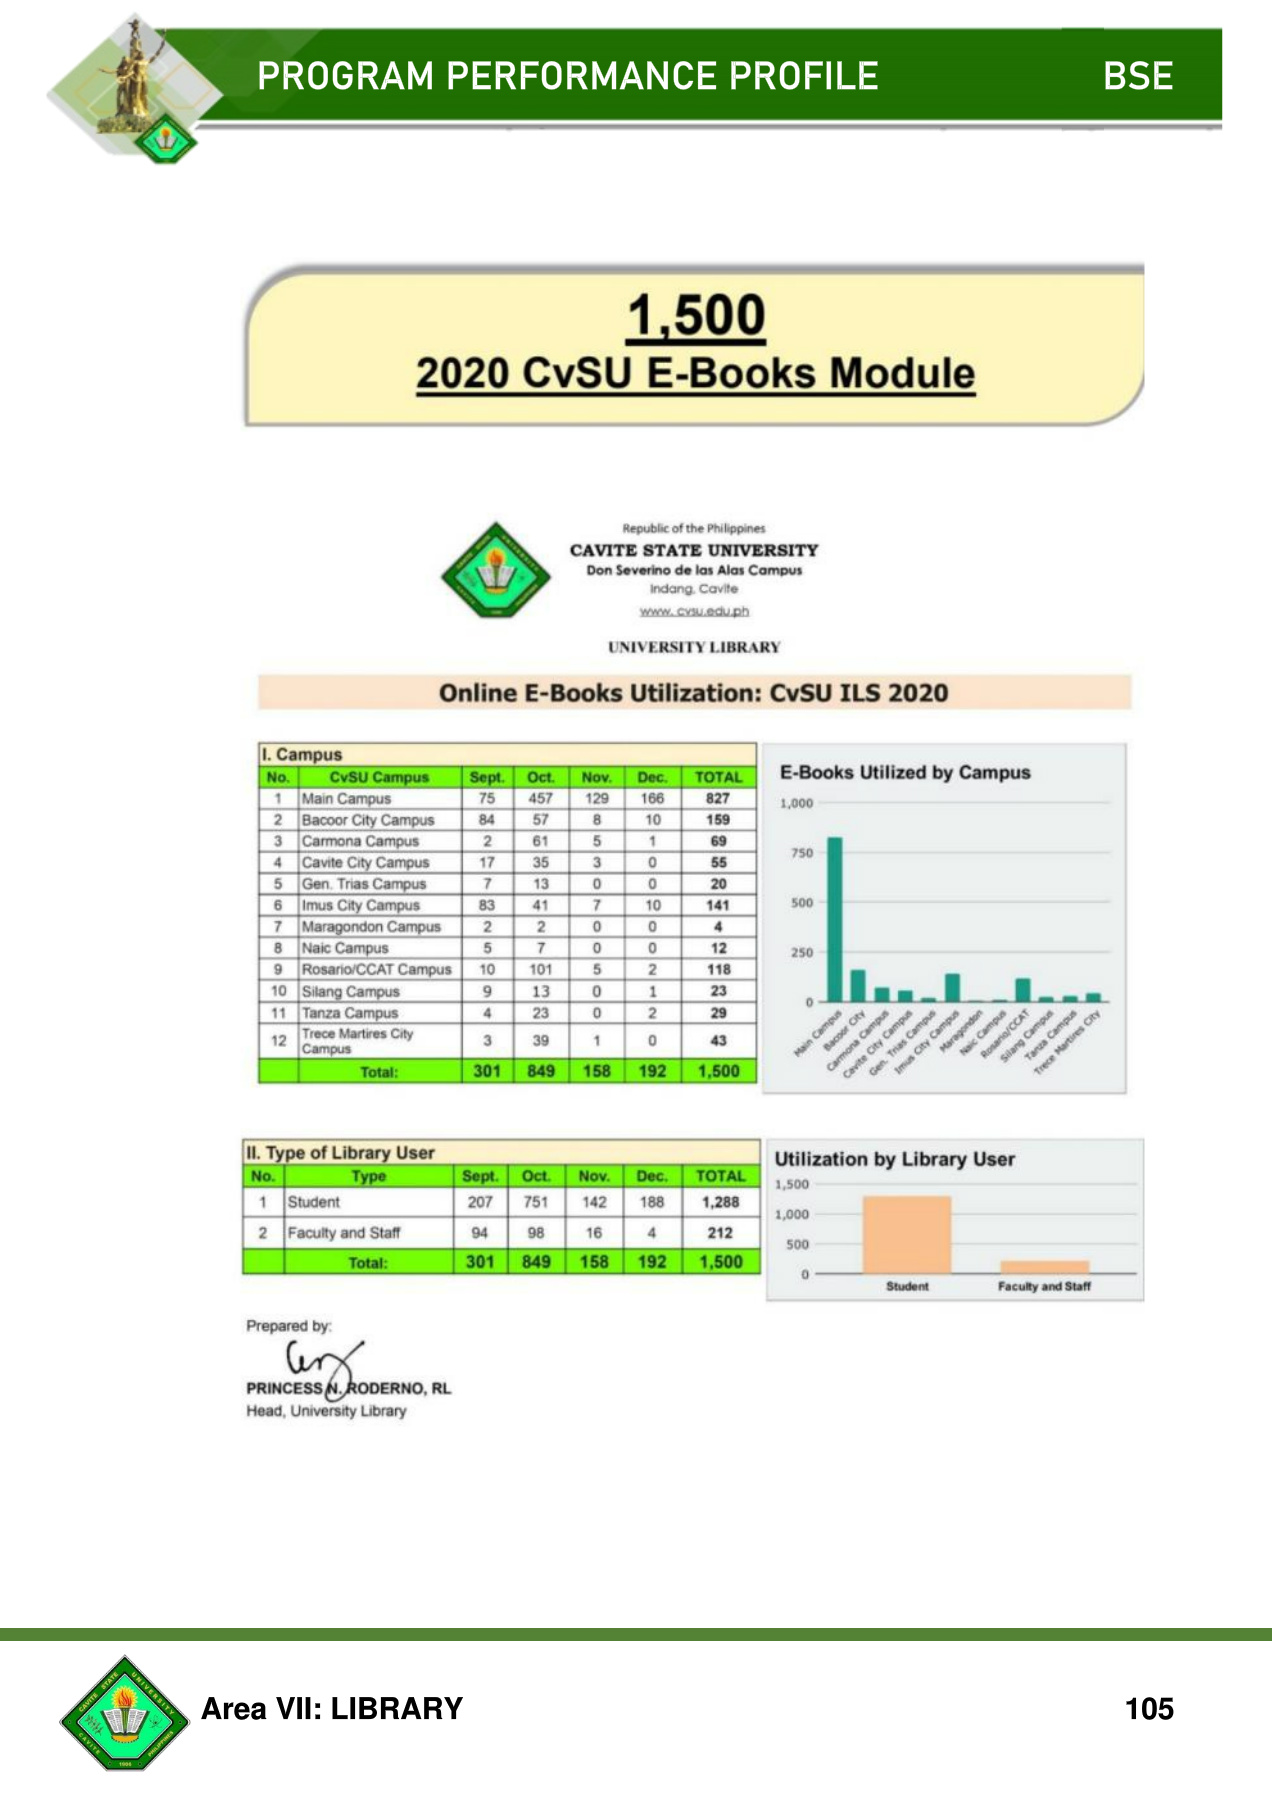 PROGRAM PERFORMANCE PROFILE BSE
1,500
2020 CvSU E-Books Module
Republic of the Philippines
CAVITE STATE UNIVERSITY
Don Severino de las Alas Campus
Indang, Cavite
www. cvsu.edu.ph
UNIVERSITY LIBRARY
Online E-Books Utilization: CvSU ILS 2020
I. Campus
No. CvSU Campus Sept. Oct. Nov. Dec. TOTAL
1 Main Campus 75 457 129 166 827
2 Bacoor City Campus 84 57 8 10 159
3 Carmona Campus 2 61 5 1 69
4 Cavite City Campus 17 35 3 0 55
5 Gen. Trias Campus 7 13 0 0 20
6 Imus City Campus 83 41 7 10 141
7 Maragondon Campus 2 2 0 0 4
8 Naic Campus 5 7 0 0 12
9 Rosario/CCAT Campus 10 101 5 2 118
10 Silang Campus 9 13 0 1 23
11 Tanza Campus 4 23 0 2 29
12 Trece Martires City Campus 3 39 1 0 43
Total: 301 849 158 192 1,500
E-Books Utilized by Campus
1,000
750
500
250
0
Main Campus
Bacoor City
Carmona Campus
Cavite City Campus
Gen. Trias Campus
Imus City Campus
Maragondon
Naic Campus
Rosario/CCAT
Silang Campus
Tanza Campus
Trece Martires City
II. Type of Library User
No. Type Sept. Oct. Nov. Dec. TOTAL
1 Student 207 751 142 188 1,288
2 Faculty and Staff 94 98 16 4 212
Total: 301 849 158 192 1,500
Utilization by Library User
1,500
1,000
500
0
Student Faculty and Staff
Prepared by:
PRINCESS N. RODERNO, RL
Head, University Library
CAVITE STATE UNIVERSITY
CAVITE PHILIPPINES
1906
Area VII: LIBRARY 105